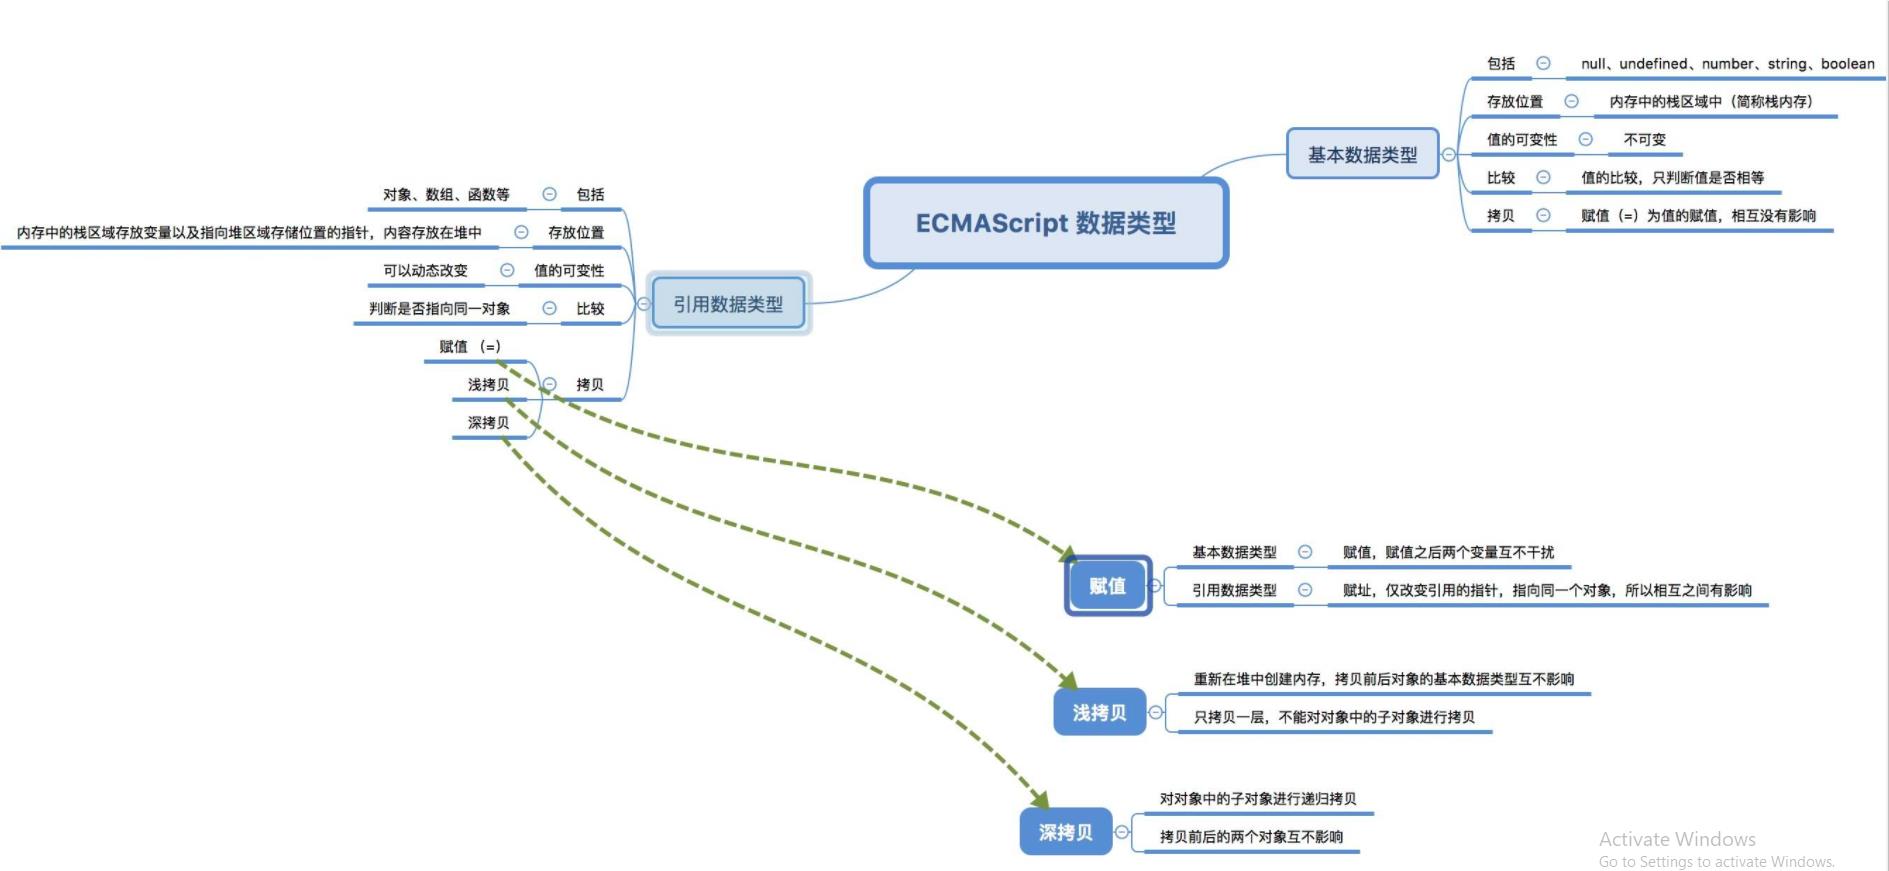 ECMAScript 数据类型
基本数据类型
包括
null、undefined、number、string、boolean
存放位置
内存中的栈区域中（简称栈内存）
值的可变性
不可变
比较
值的比较，只判断值是否相等
拷贝
赋值（=）为值的赋值，相互没有影响
引用数据类型
包括
对象、数组、函数等
存放位置
内存中的栈区域存放变量以及指向堆区域存储位置的指针，内容存放在堆中
值的可变性
可以动态改变
比较
判断是否指向同一对象
拷贝
赋值 （=）
浅拷贝
深拷贝
赋值
基本数据类型
赋值，赋值之后两个变量互不干扰
引用数据类型
赋址，仅改变引用的指针，指向同一个对象，所以相互之间有影响
浅拷贝
重新在堆中创建内存，拷贝前后对象的基本数据类型互不影响
只拷贝一层，不能对对象中的子对象进行拷贝
深拷贝
对对象中的子对象进行递归拷贝
拷贝前后的两个对象互不影响
Activate Windows
Go to Settings to activate Windows.